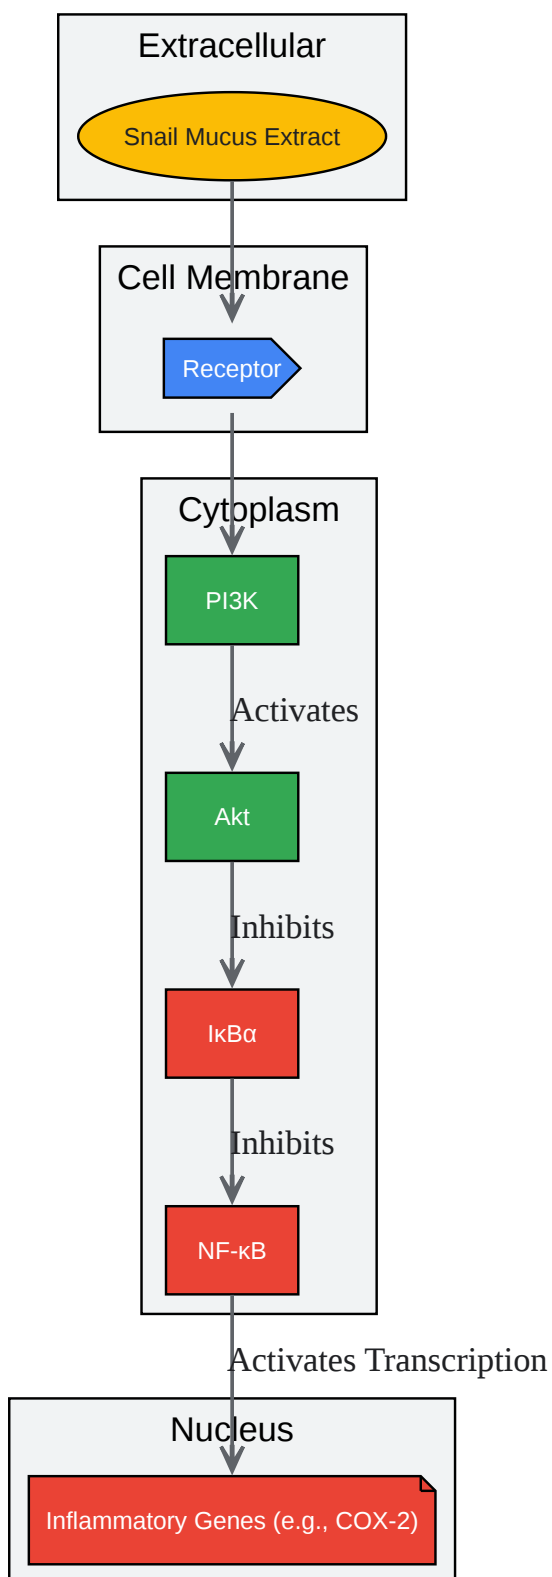 Extracellular
Snail Mucus Extract
Cell Membrane
Receptor
Cytoplasm
PI3K
Activates
Akt
Inhibits
IκBα
Inhibits
NF-κB
Activates Transcription
Nucleus
Inflammatory Genes (e.g., COX-2)